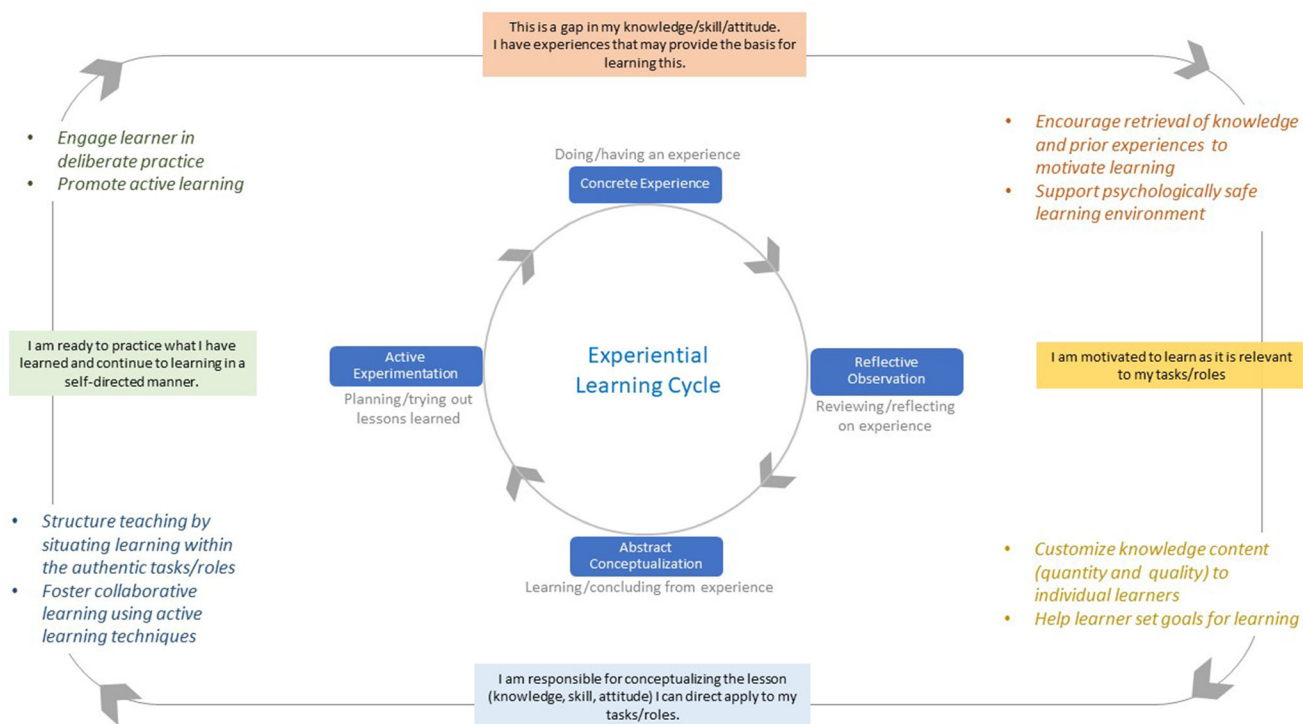 This is a gap in my knowledge/skill/attitude.
I have experiences that may provide the basis for
learning this.
• Engage learner in
deliberate practice
• Promote active learning
• Encourage retrieval of knowledge
and prior experiences to
motivate learning
• Support psychologically safe
learning environment
Doing/having an experience
Concrete Experience
I am ready to practice what I have
learned and continue to learning in a
self-directed manner.
Active
Experimentation
Planning/trying out
lessons learned
Experiential
Learning Cycle
Reflective
Observation
Reviewing/reflecting
on experience
I am motivated to learn as it is relevant
to my tasks/roles
• Structure teaching by
situating learning within
the authentic tasks/roles
• Foster collaborative
learning using active
learning techniques
Abstract
Conceptualization
Learning/concluding from experience
• Customize knowledge content
(quantity and quality) to
individual learners
• Help learner set goals for learning
I am responsible for conceptualizing the lesson
(knowledge, skill, attitude) I can direct apply to my
tasks/roles.